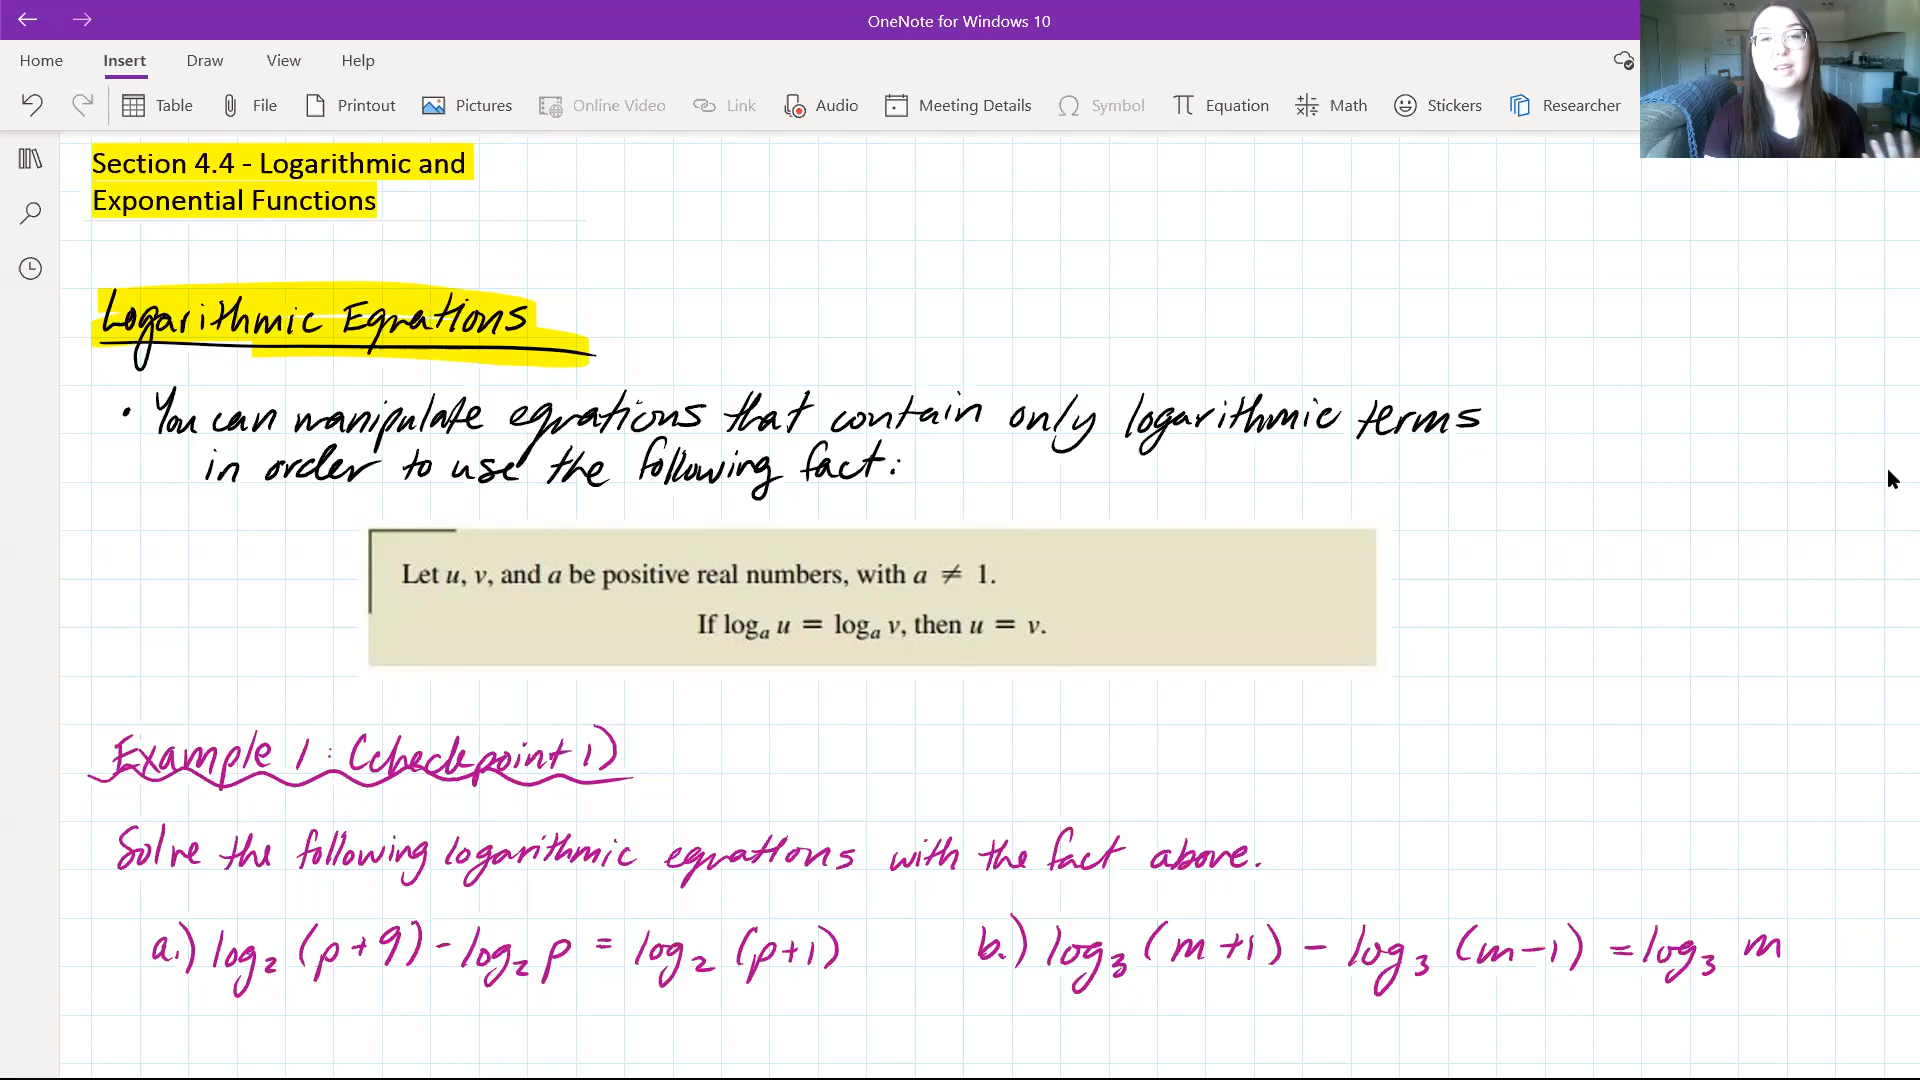 OneNote for Windows 10
Home Insert Draw View Help
Table File Printout Pictures Online Video Link Audio Meeting Details Symbol Equation Math Stickers Researcher
Section 4.4 - Logarithmic and
Exponential Functions
Logarithmic Equations
• You can manipulate equations that contain only logarithmic terms
in order to use the following fact:
Let u, v, and a be positive real numbers, with a ≠ 1.
If logₐ u = logₐ v, then u = v.
Example 1: (Checkpoint 1)
Solve the following logarithmic equations with the fact above.
a.) log₂ (p+9) - log₂ p = log₂ (p+1) b.) log₃ (m+1) - log₃ (m-1) = log₃ m